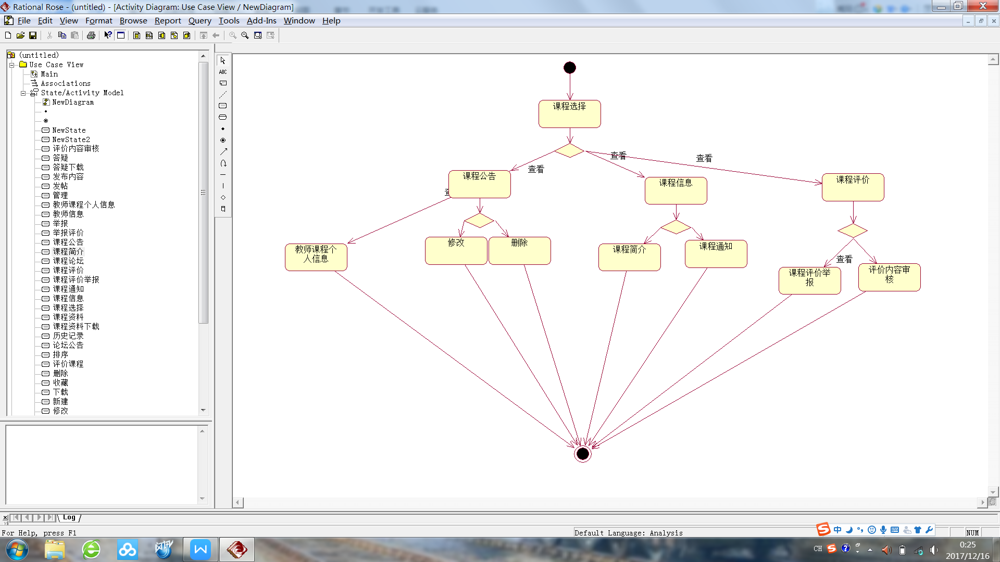 Rational Rose - (untitled) - [Activity Diagram: Use Case View / NewDiagram]
File Edit View Format Browse Report Query Tools Add-Ins Window Help
(untitled)
Use Case View
Main
Associations
State/Activity Model
NewDiagram
NewState
NewState2
评价内容审核
答疑
答疑下载
发布内容
发帖
管理
教师课程个人信息
教师信息
举报
举报评价
课程公告
课程简介
课程论坛
课程评价
课程评价举报
课程通知
课程信息
课程选择
课程资料
课程资料下载
历史记录
论坛公告
排序
评价课程
删除
收藏
下载
新建
修改
ABC
课程选择
查看
查看
查看
课程公告
课程信息
课程评价
教师课程个
人信息
修改
删除
课程简介
课程通知
查看
课程评价举
报
评价内容审
核
Log
For Help, press F1
Default Language: Analysis
NUM
中
CH
0:25
2017/12/16